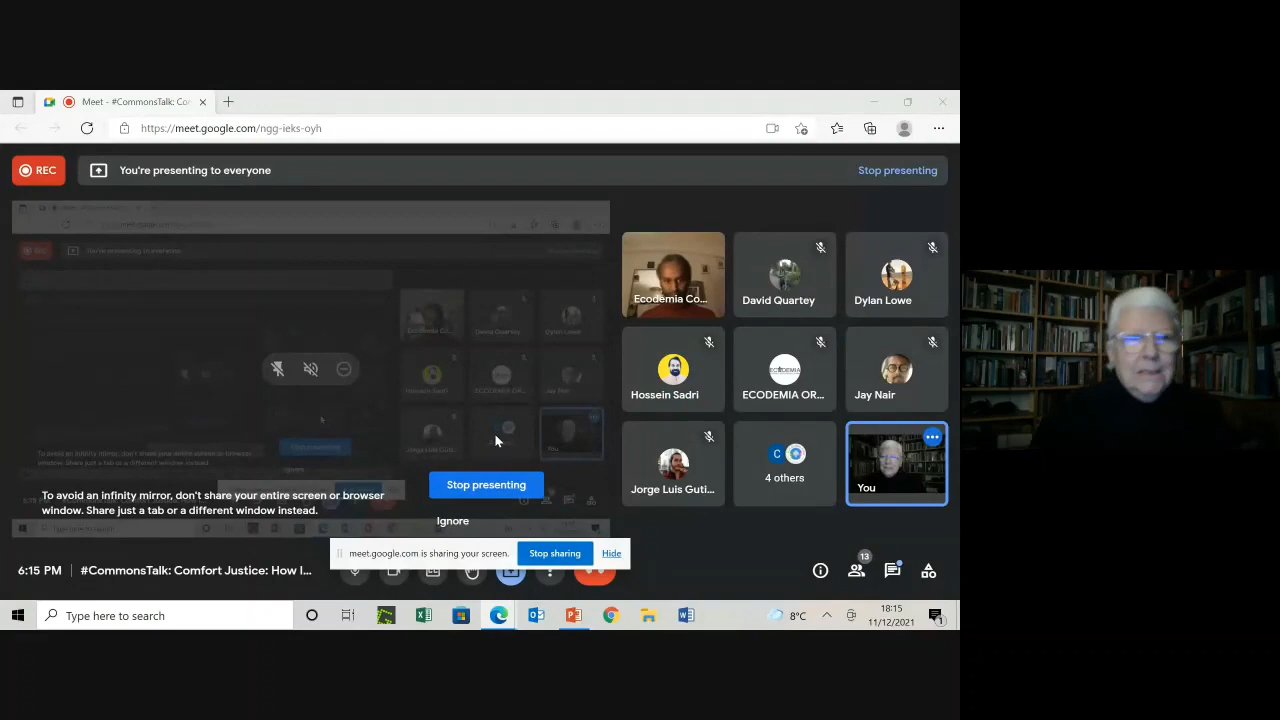 Meet - #CommonsTalk: Cor
https://meet.google.com/ngg-ieks-oyh
REC
You're presenting to everyone
Stop presenting
Ecodemia Co...
David Quartey
Dylan Lowe
Hossein Sadri
ECODEMIA OR...
Jay Nair
Jorge Luis Guti...
C
4 others
You
To avoid an infinity mirror, don't share your entire screen or browser
window. Share just a tab or a different window instead.
Stop presenting
Ignore
meet.google.com is sharing your screen.
Stop sharing
Hide
6:15 PM
#CommonsTalk: Comfort Justice: How I...
13
Type here to search
8°C
18:15
11/12/2021
1